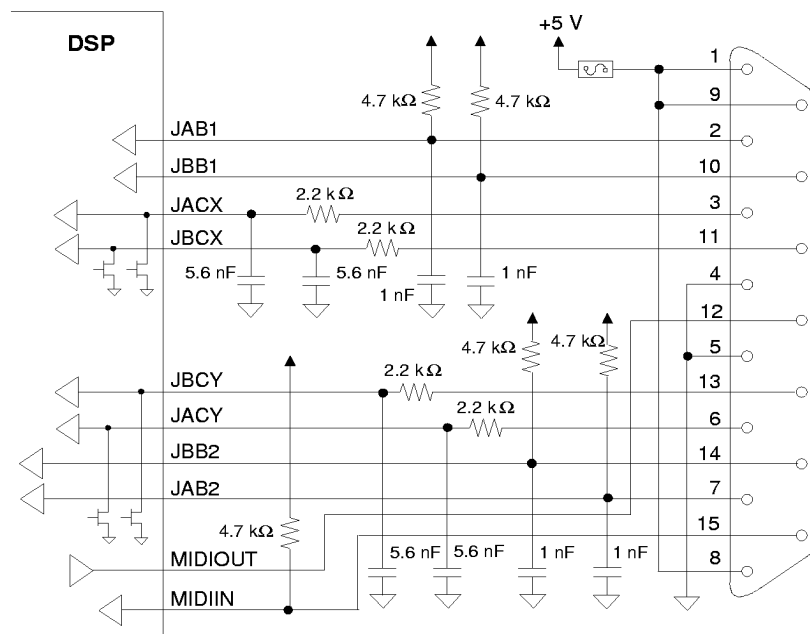 DSP
+5 V
1
4.7 kΩ
4.7 kΩ
9
JAB1
2
JBB1
10
JACX
2.2 kΩ
3
JBCX
2.2 kΩ
11
5.6 nF
5.6 nF
1 nF
1 nF
4
12
4.7 kΩ
4.7 kΩ
5
JBCY
2.2 kΩ
13
JACY
2.2 kΩ
6
JBB2
14
JAB2
7
4.7 kΩ
15
MIDIOUT
5.6 nF
5.6 nF
1 nF
1 nF
8
MIDIIN